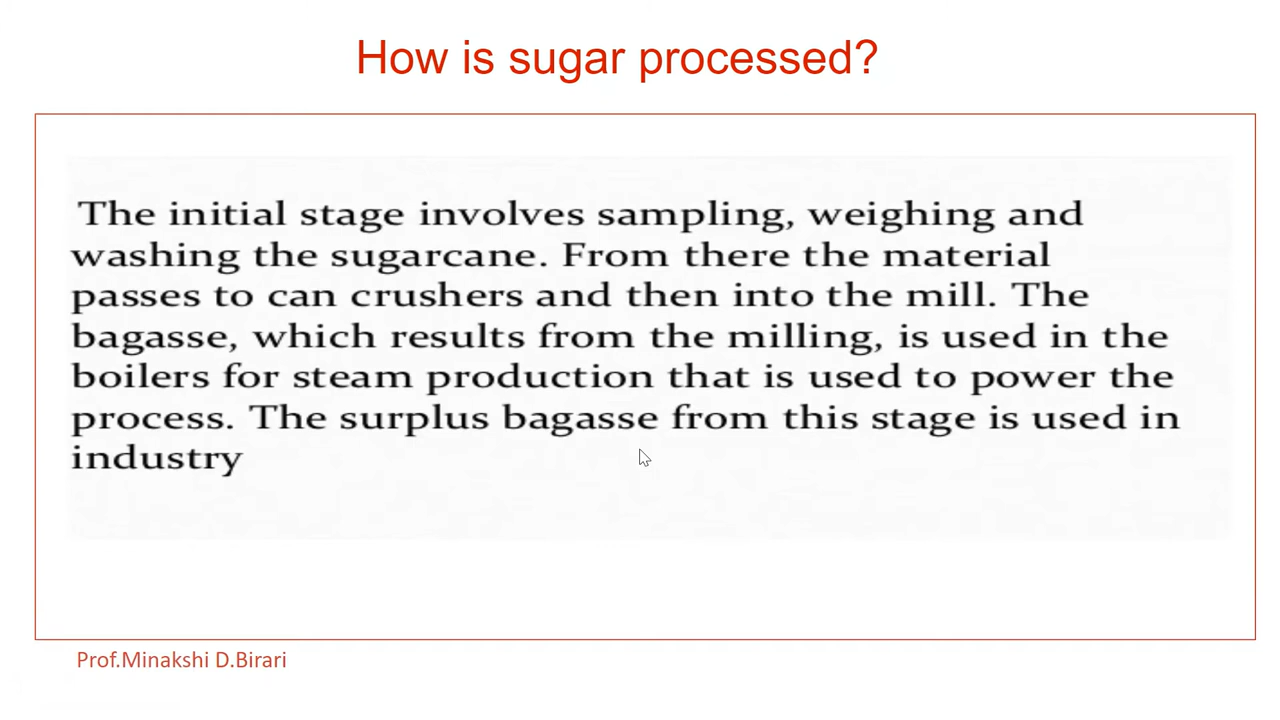 How is sugar processed?
The initial stage involves sampling, weighing and
washing the sugarcane. From there the material
passes to can crushers and then into the mill. The
bagasse, which results from the milling, is used in the
boilers for steam production that is used to power the
process. The surplus bagasse from this stage is used in
industry
Prof.Minakshi D.Birari